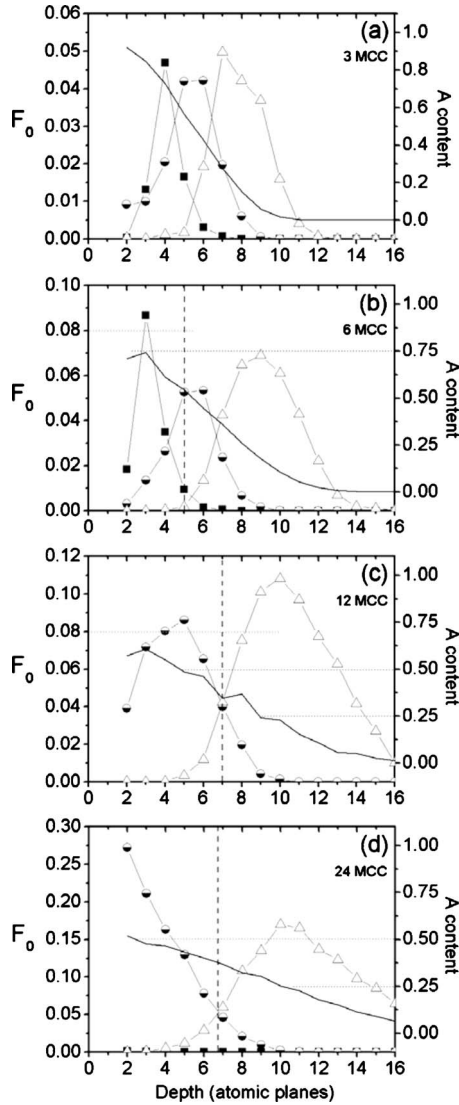 (a)
3 MCC
0.06 0.05 0.04 0.03 0.02 0.01 0.00
F0
1.0 0.8 0.6 0.4 0.2 0.0
A content
0 2 4 6 8 10 12 14 16
(b)
6 MCC
0.10 0.08 0.06 0.04 0.02 0.00
F0
1.00 0.75 0.50 0.25 0.00
A content
0 2 4 6 8 10 12 14 16
(c)
12 MCC
0.12 0.10 0.08 0.06 0.04 0.02 0.00
F0
1.00 0.75 0.50 0.25 0.00
A content
0 2 4 6 8 10 12 14 16
(d)
24 MCC
0.30 0.25 0.20 0.15 0.10 0.05 0.00
F0
1.00 0.75 0.50 0.25 0.00
A content
0 2 4 6 8 10 12 14 16
Depth (atomic planes)